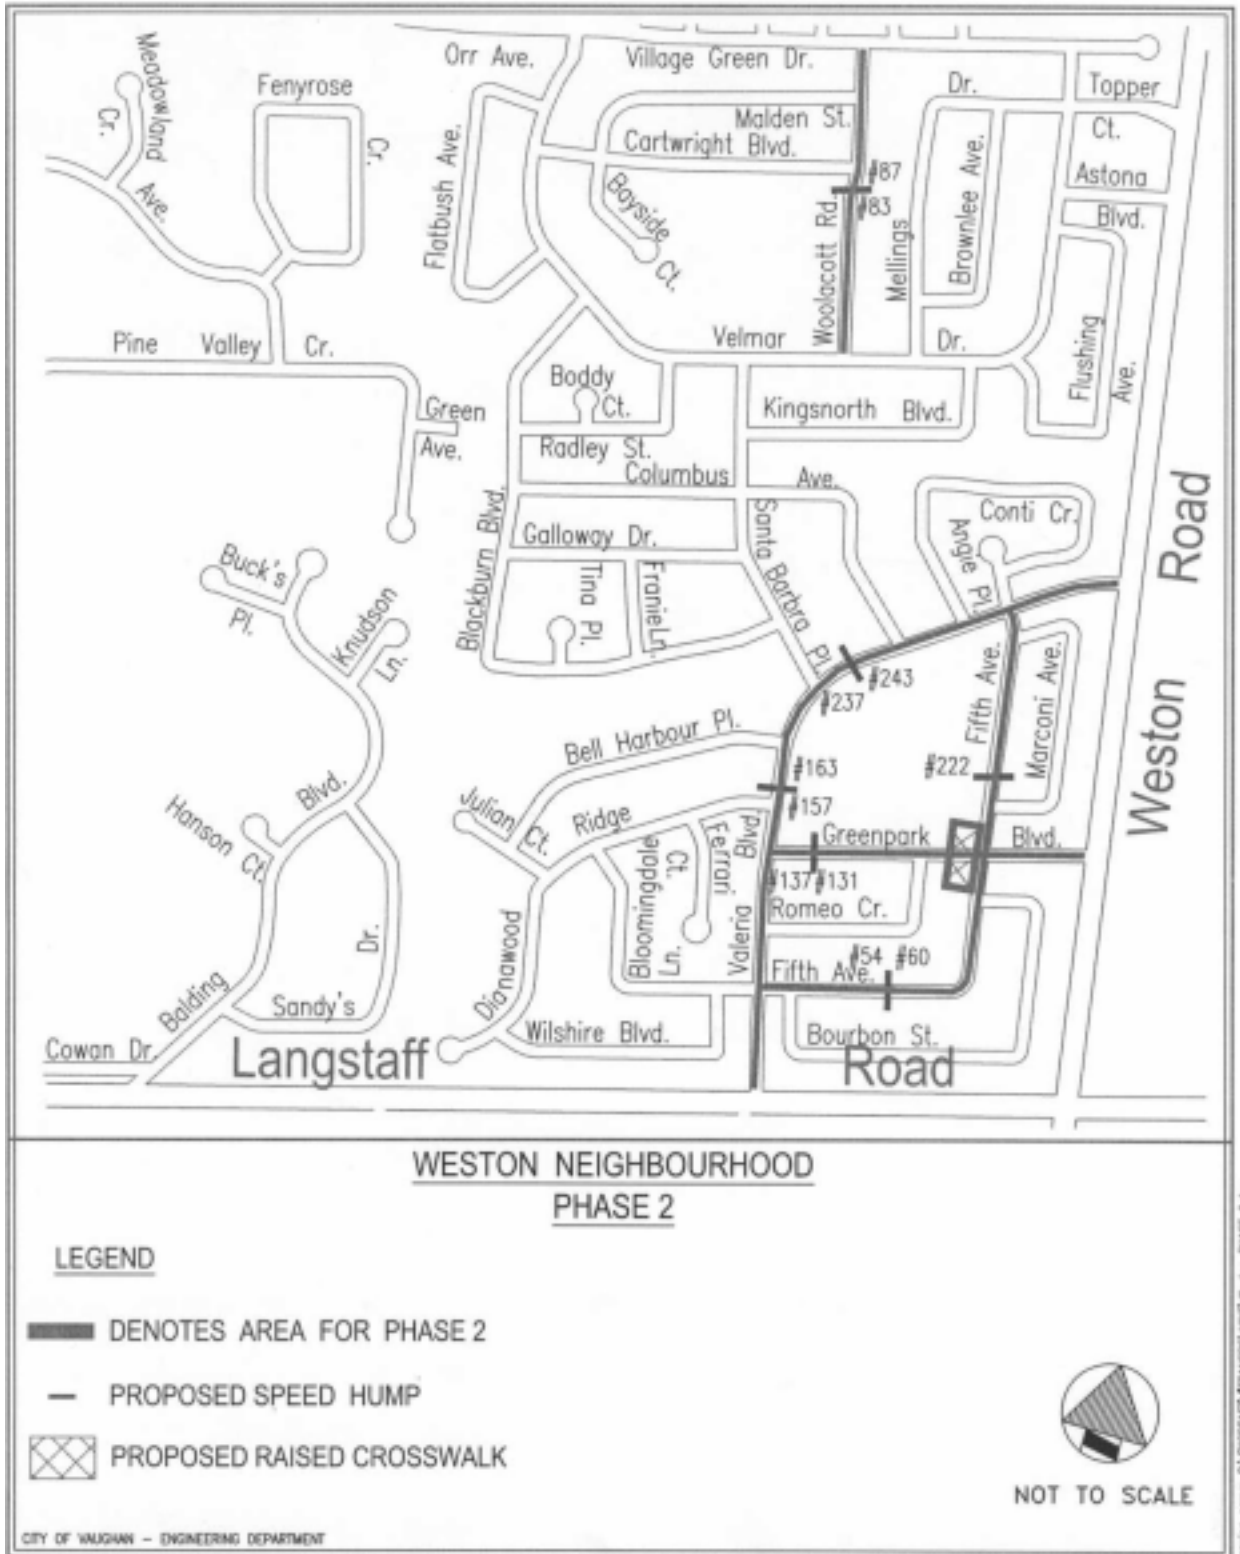 Orr Ave.
Village Green Dr.
Dr.
Topper
Ct.
Meadowland
Cr.
Fenyrose
Cr.
Malden St.
Cartwright Blvd.
Flatbush Ave.
Brownlee Ave.
Astona
Blvd.
#87
#83
Ave.
Bayside
Ct.
Woolacott Rd.
Mellings
Pine Valley Cr.
Velmar
Dr.
Flushing
Ave.
Boddy
Ct.
Green
Ave.
Kingsnorth Blvd.
Radley St.
Columbus Ave.
Santa Barbra Pl.
Conti Cr.
Angie Pl.
Weston Road
Blackburn Blvd.
Galloway Dr.
Tina
Pl.
Franie Ln.
Buck's
Pl.
Knudson
Ln.
#243
#237
Fifth Ave.
Marconi Ave.
Bell Harbour Pl.
#163
#157
#222
Blvd.
Hanson
Ct.
Julian
Ct.
Ridge
Blvd.
Greenpark Blvd.
Ferrari
Ct.
Bloomingdale
Ln.
#137 #131
Romeo Cr.
Valeria
Dr.
Dianawood
#54 #60
Fifth Ave.
Balding
Sandy's
Wilshire Blvd.
Bourbon St.
Cowan Dr.
Langstaff Road
WESTON NEIGHBOURHOOD
PHASE 2
LEGEND
DENOTES AREA FOR PHASE 2
PROPOSED SPEED HUMP
PROPOSED RAISED CROSSWALK
NOT TO SCALE
CITY OF VAUGHAN - ENGINEERING DEPARTMENT